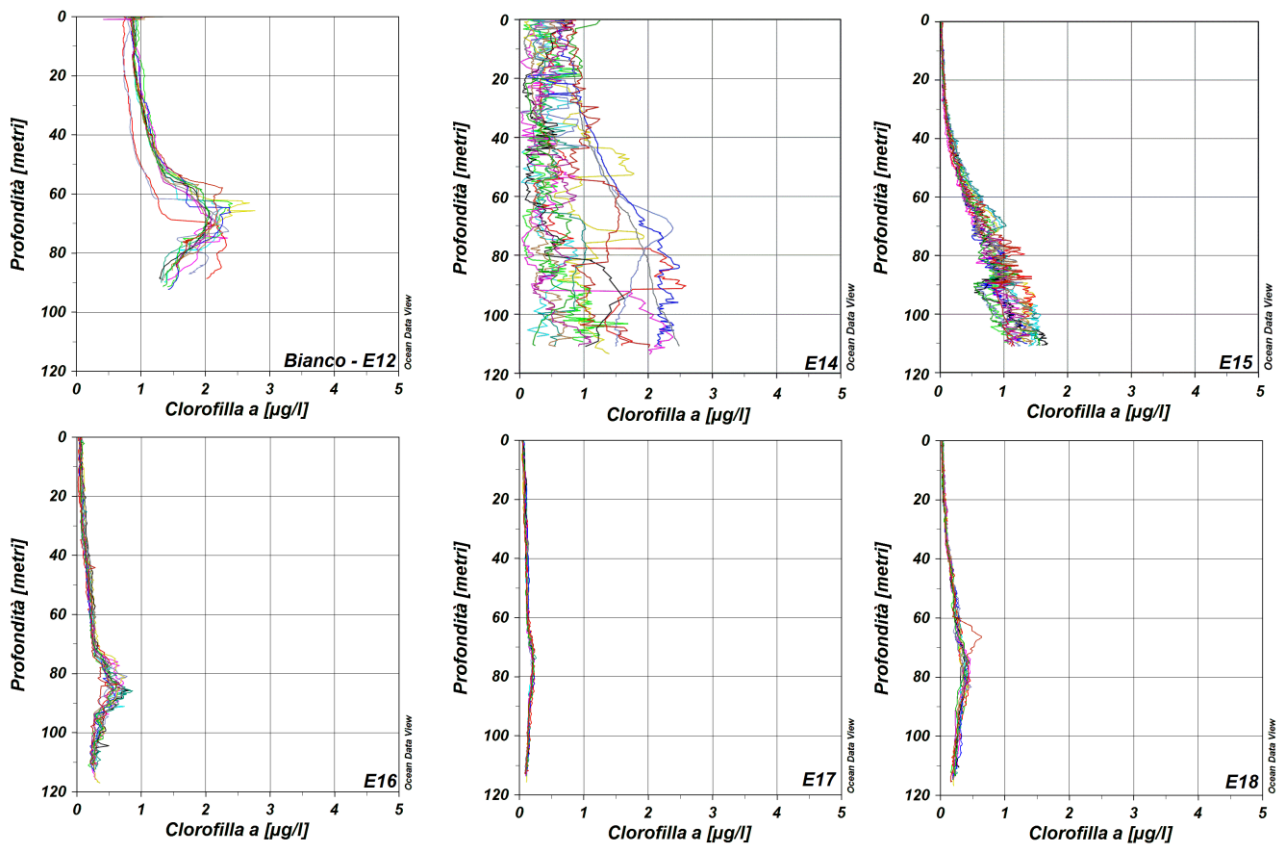 0
20
40
60
80
100
120
Profondità [metri]
0 1 2 3 4 5
Clorofilla a [µg/l]
Bianco - E12
Ocean Data View
0
20
40
60
80
100
120
Profondità [metri]
0 1 2 3 4 5
Clorofilla a [µg/l]
E14
Ocean Data View
0
20
40
60
80
100
120
Profondità [metri]
0 1 2 3 4 5
Clorofilla a [µg/l]
E15
Ocean Data View
0
20
40
60
80
100
120
Profondità [metri]
0 1 2 3 4 5
Clorofilla a [µg/l]
E16
Ocean Data View
0
20
40
60
80
100
120
Profondità [metri]
0 1 2 3 4 5
Clorofilla a [µg/l]
E17
Ocean Data View
0
20
40
60
80
100
120
Profondità [metri]
0 1 2 3 4 5
Clorofilla a [µg/l]
E18
Ocean Data View